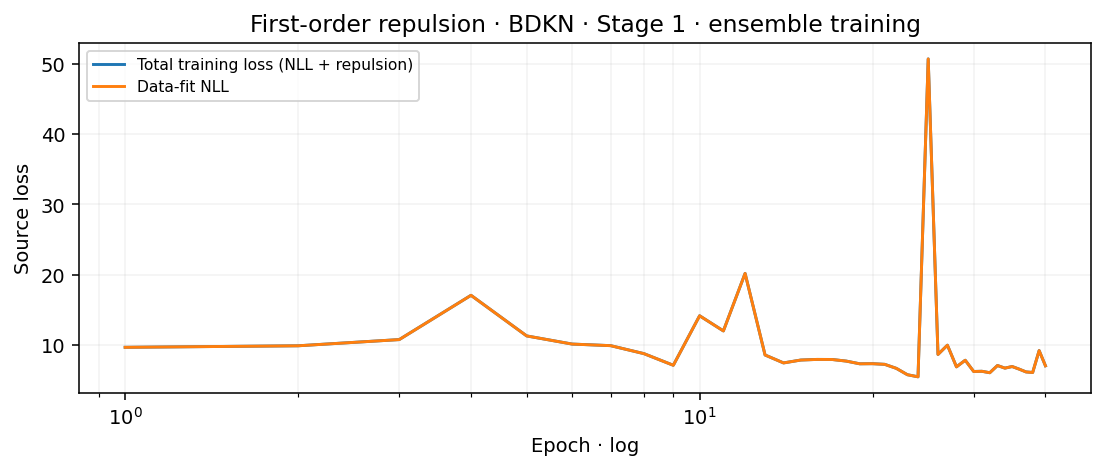 First-order repulsion · BDKN · Stage 1 · ensemble training
Total training loss (NLL + repulsion)
Data-fit NLL
Source loss
50
40
30
20
10
10⁰
10¹
Epoch · log